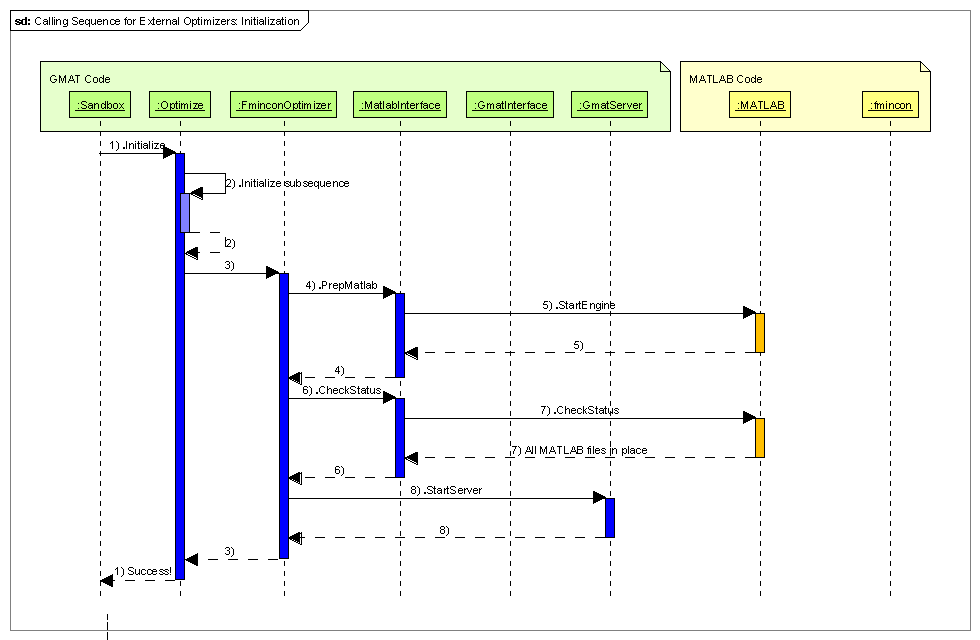 sd: Calling Sequence for External Optimizers: Initialization
GMAT Code
MATLAB Code
:Sandbox
:Optimize
:FminconOptimizer
:MatlabInterface
:GmatInterface
:GmatServer
:MATLAB
:fmincon
1) .Initialize
2) .Initialize subsequence
2)
3)
4) .PrepMatlab
5) .StartEngine
5)
4)
6) .CheckStatus
7) .CheckStatus
7) All MATLAB files in place
6)
8) .StartServer
8)
3)
1) Success!